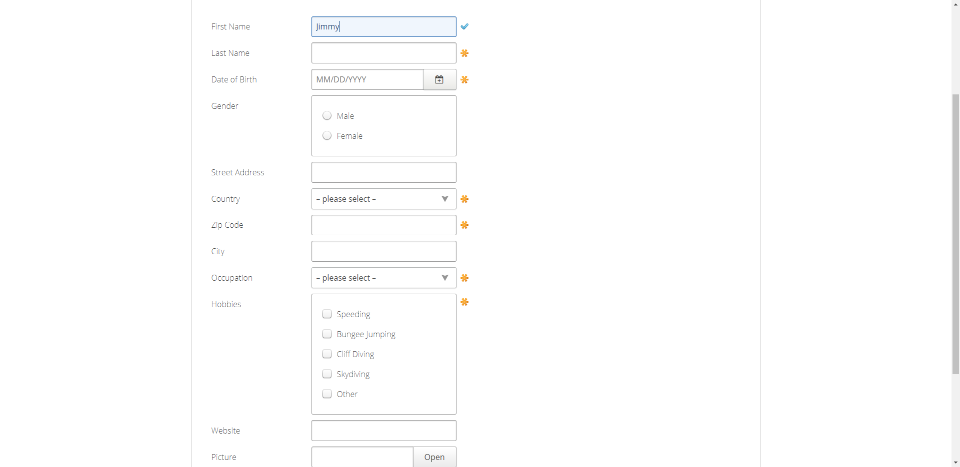 First Name Jimmy
Last Name
Date of Birth MM/DD/YYYY
Gender
Male
Female
Street Address
Country – please select –
Zip Code
City
Occupation – please select –
Hobbies
Speeding
Bungee Jumping
Cliff Diving
Skydiving
Other
Website
Picture Open